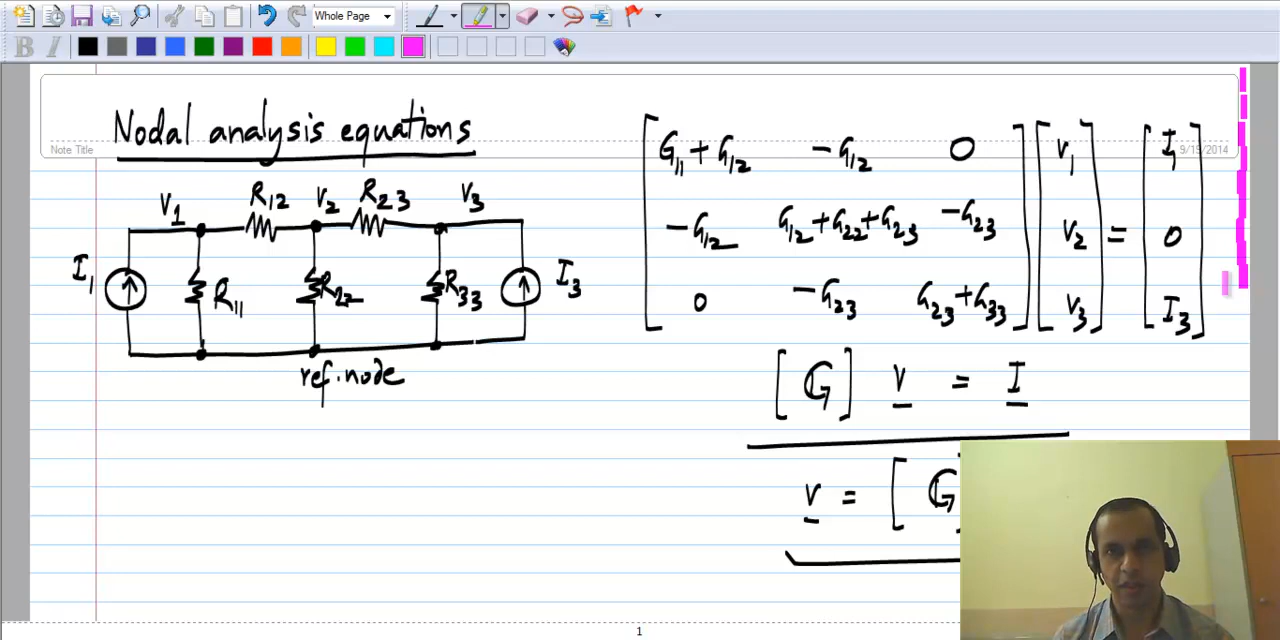 Whole Page
B I
Note Title
9/19/2014
Nodal analysis equations
V1 R12 V2 R23 V3
I1 R11 R22 R33 I3
ref. node
[ G11 + G12 -G12 0 ] [ V1 ] = [ I1 ]
[ -G12 G12 + G22 + G23 -G23 ] [ V2 ] = [ 0 ]
[ 0 -G23 G23 + G33 ] [ V3 ] = [ I3 ]
[ G ] V = I
V = [ G
1